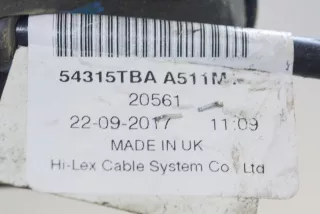 54315TBA A511M
20561
22-09-2017 11:09
MADE IN UK
Hi-Lex Cable System Co Ltd